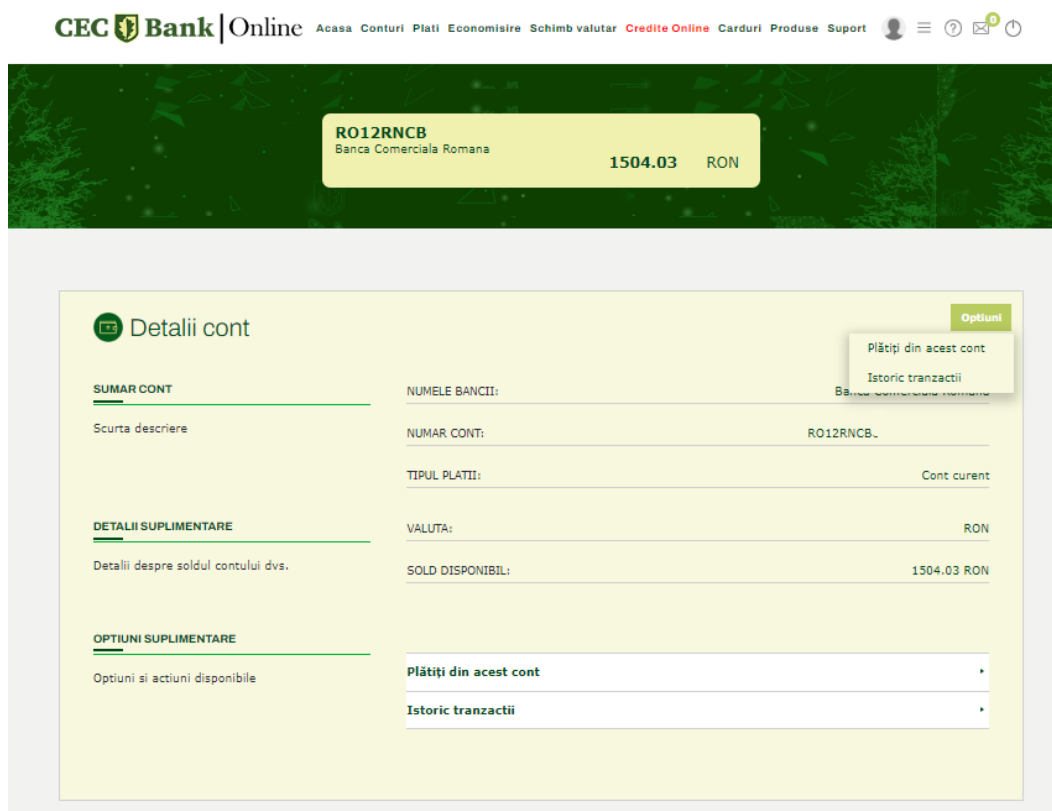 CEC Bank Online Acasa Conturi Plati Economisire Schimb valutar Credite Online Carduri Produse Suport ? 0
RO12RNCB
Banca Comerciala Romana
1504.03 RON
Detalii cont
Optiuni
Plătiți din acest cont
Istoric tranzactii
SUMAR CONT
Scurta descriere
NUMELE BANCII: Banca Comerciala Romana
NUMAR CONT: RO12RNCB
TIPUL PLATII: Cont curent
DETALII SUPLIMENTARE
Detalii despre soldul contului dvs.
VALUTA: RON
SOLD DISPONIBIL: 1504.03 RON
OPTIUNI SUPLIMENTARE
Optiuni si actiuni disponibile
Plătiți din acest cont
Istoric tranzactii